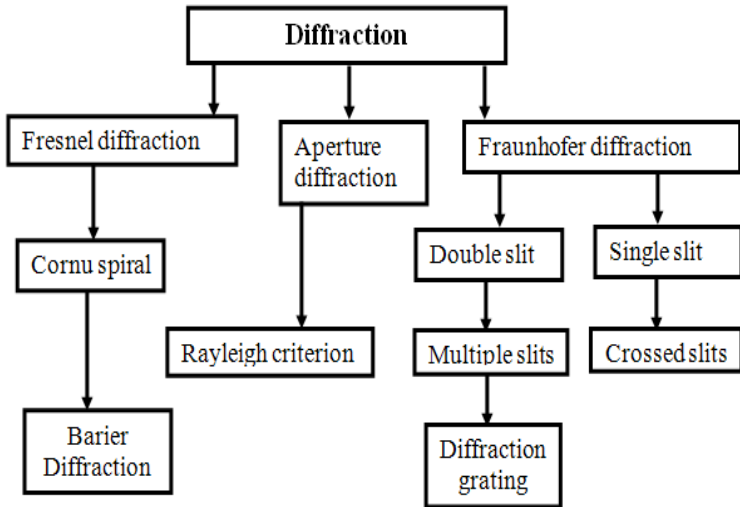 Diffraction
Fresnel diffraction
Aperture
diffraction
Fraunhofer diffraction
Cornu spiral
Double slit
Single slit
Rayleigh criterion
Multiple slits
Crossed slits
Barier
Diffraction
Diffraction
grating